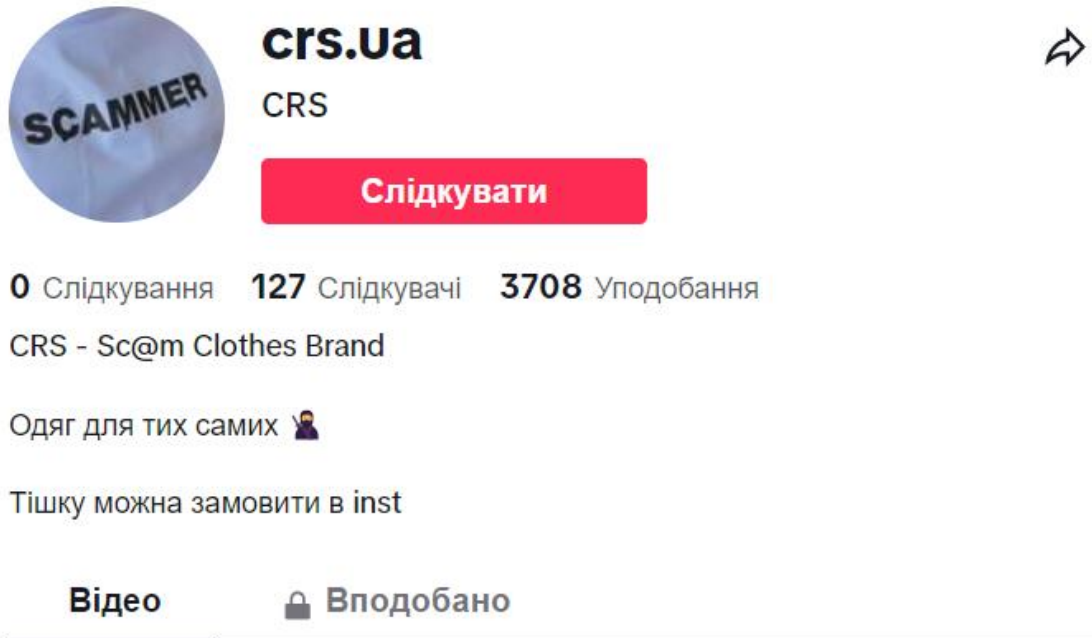 SCAMMER
crs.ua
CRS
Слідкувати
0 Слідкування 127 Слідкувачі 3708 Уподобання
CRS - Sc@m Clothes Brand
Одяг для тих самих 🥷
Тішку можна замовити в inst
Відео Вподобано